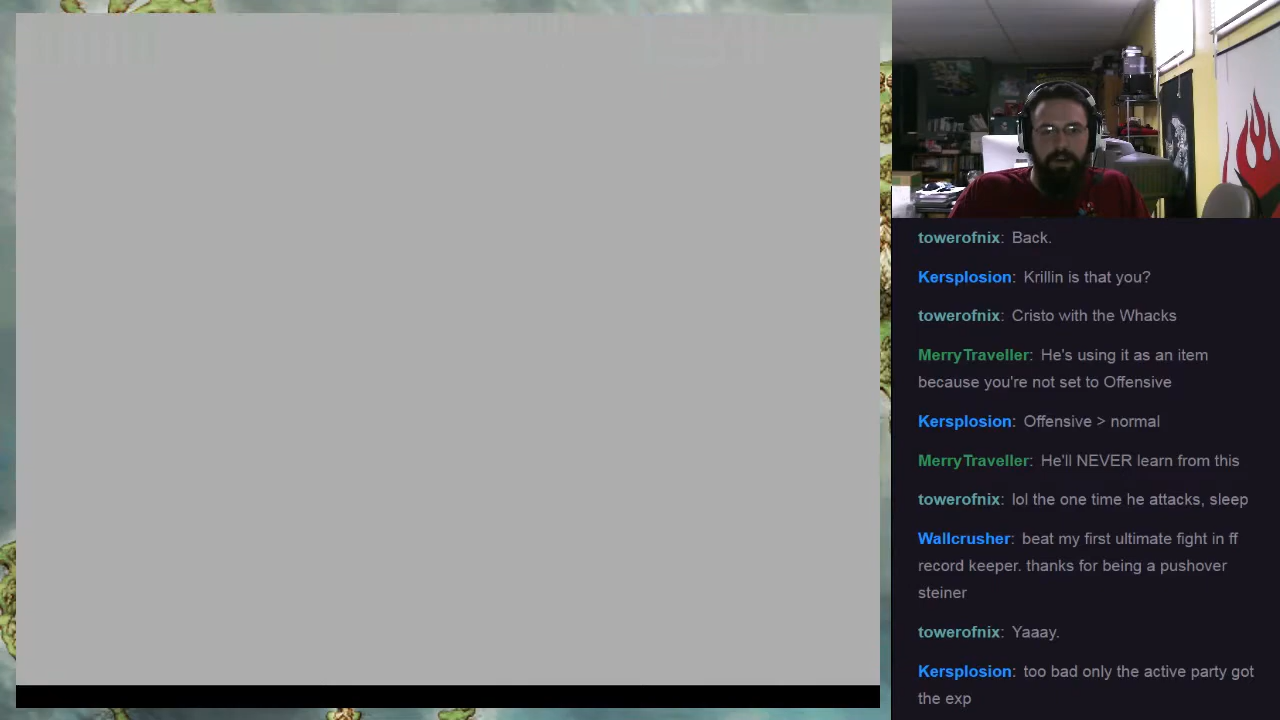 towerofnix: Back.
Kersplosion: Krillin is that you?
towerofnix: Cristo with the Whacks
MerryTraveller: He's using it as an item
because you're not set to Offensive
Kersplosion: Offensive > normal
MerryTraveller: He'll NEVER learn from this
towerofnix: lol the one time he attacks, sleep
Wallcrusher: beat my first ultimate fight in ff
record keeper. thanks for being a pushover
steiner
towerofnix: Yaaay.
Kersplosion: too bad only the active party got
the exp